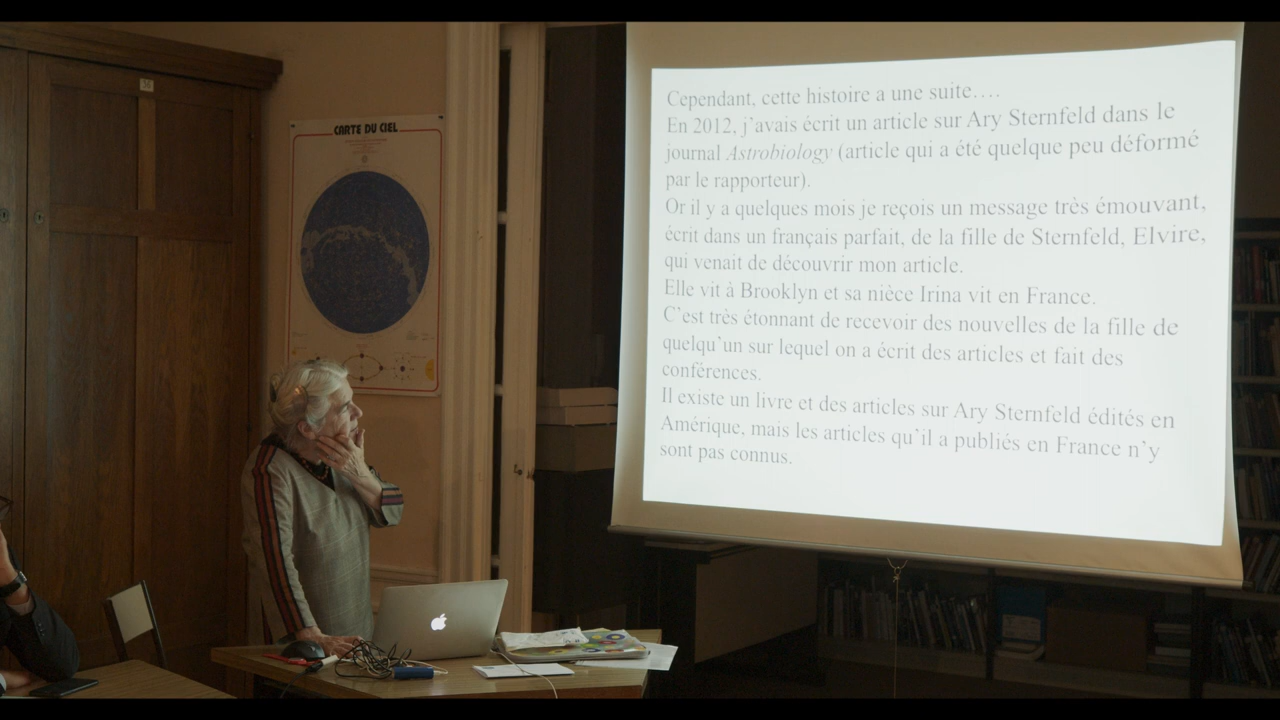 36
CARTE DU CIEL
Cependant, cette histoire a une suite….
En 2012, j'avais écrit un article sur Ary Sternfeld dans le
journal Astrobiology (article qui a été quelque peu déformé
par le rapporteur).
Or il y a quelques mois je reçois un message très émouvant,
écrit dans un français parfait, de la fille de Sternfeld, Elvire,
qui venait de découvrir mon article.
Elle vit à Brooklyn et sa nièce Irina vit en France.
C'est très étonnant de recevoir des nouvelles de la fille de
quelqu'un sur lequel on a écrit des articles et fait des
conférences.
Il existe un livre et des articles sur Ary Sternfeld édités en
Amérique, mais les articles qu'il a publiés en France n'y
sont pas connus.